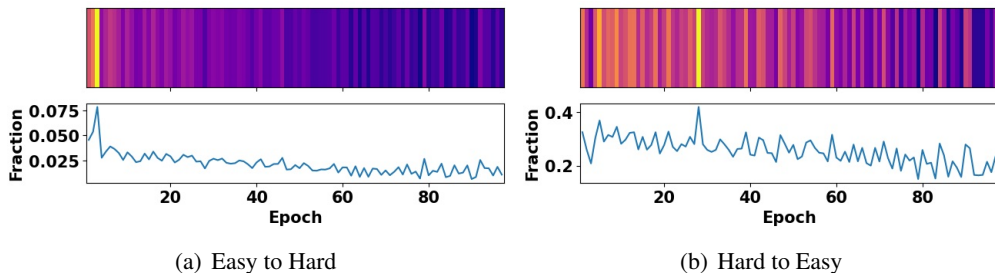 0.075
0.050
0.025
Fraction
20 40 60 80
Epoch
(a) Easy to Hard
0.4
0.2
Fraction
20 40 60 80
Epoch
(b) Hard to Easy